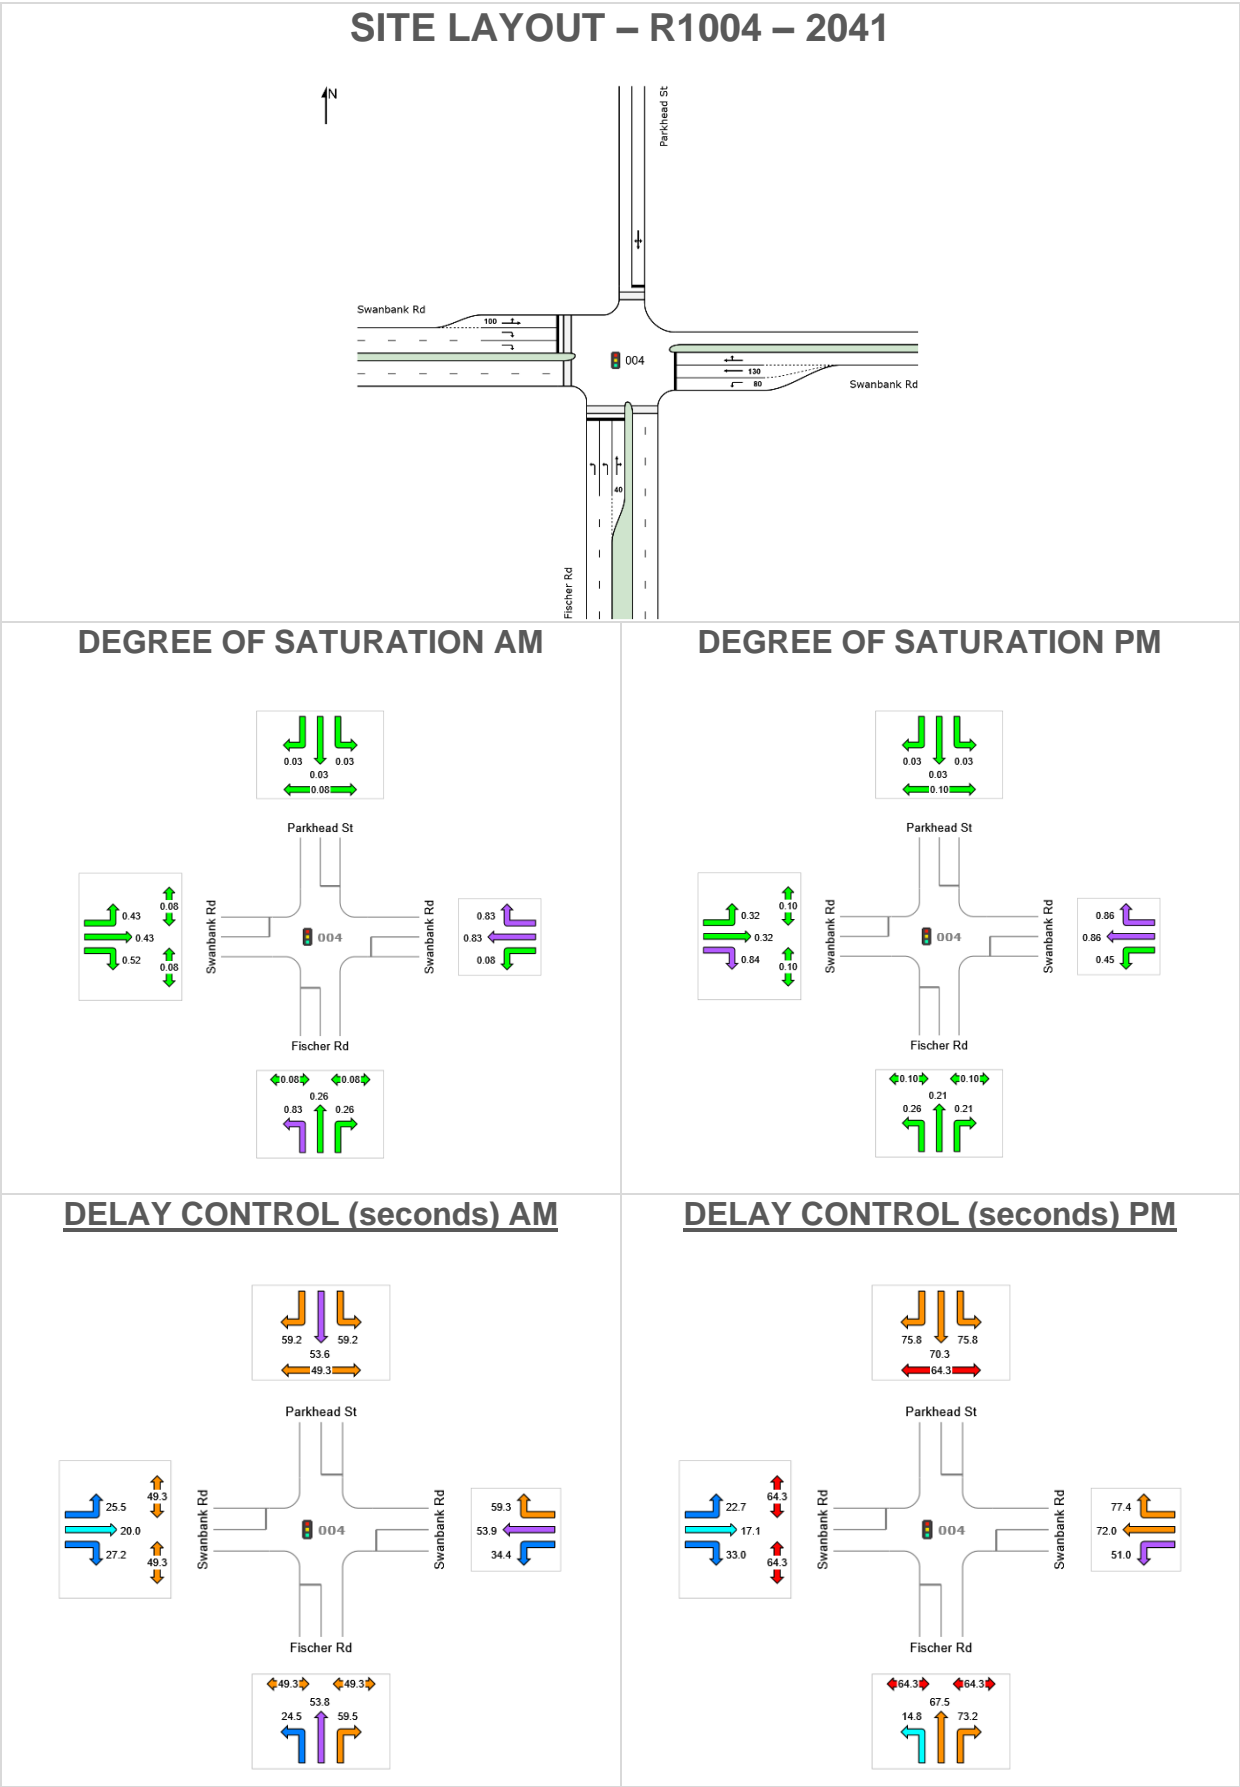 SITE LAYOUT – R1004 – 2041
N
Parkhead St
Swanbank Rd
100
004
130
80
Swanbank Rd
40
Fischer Rd
DEGREE OF SATURATION AM
0.03 0.03
0.03
0.08
Parkhead St
0.43
0.43
0.52
0.08
0.08
Swanbank Rd
004
Swanbank Rd
0.83
0.83
0.08
Fischer Rd
0.08 0.08
0.26
0.83 0.26
DEGREE OF SATURATION PM
0.03 0.03
0.03
0.10
Parkhead St
0.32
0.32
0.84
0.10
0.10
Swanbank Rd
004
Swanbank Rd
0.86
0.86
0.45
Fischer Rd
0.10 0.10
0.21
0.26 0.21
DELAY CONTROL (seconds) AM
59.2 59.2
53.6
49.3
Parkhead St
25.5
20.0
27.2
49.3
49.3
Swanbank Rd
004
Swanbank Rd
59.3
53.9
34.4
Fischer Rd
49.3 49.3
53.8
24.5 59.5
DELAY CONTROL (seconds) PM
75.8 75.8
70.3
64.3
Parkhead St
22.7
17.1
33.0
64.3
64.3
Swanbank Rd
004
Swanbank Rd
77.4
72.0
51.0
Fischer Rd
64.3 64.3
67.5
14.8 73.2